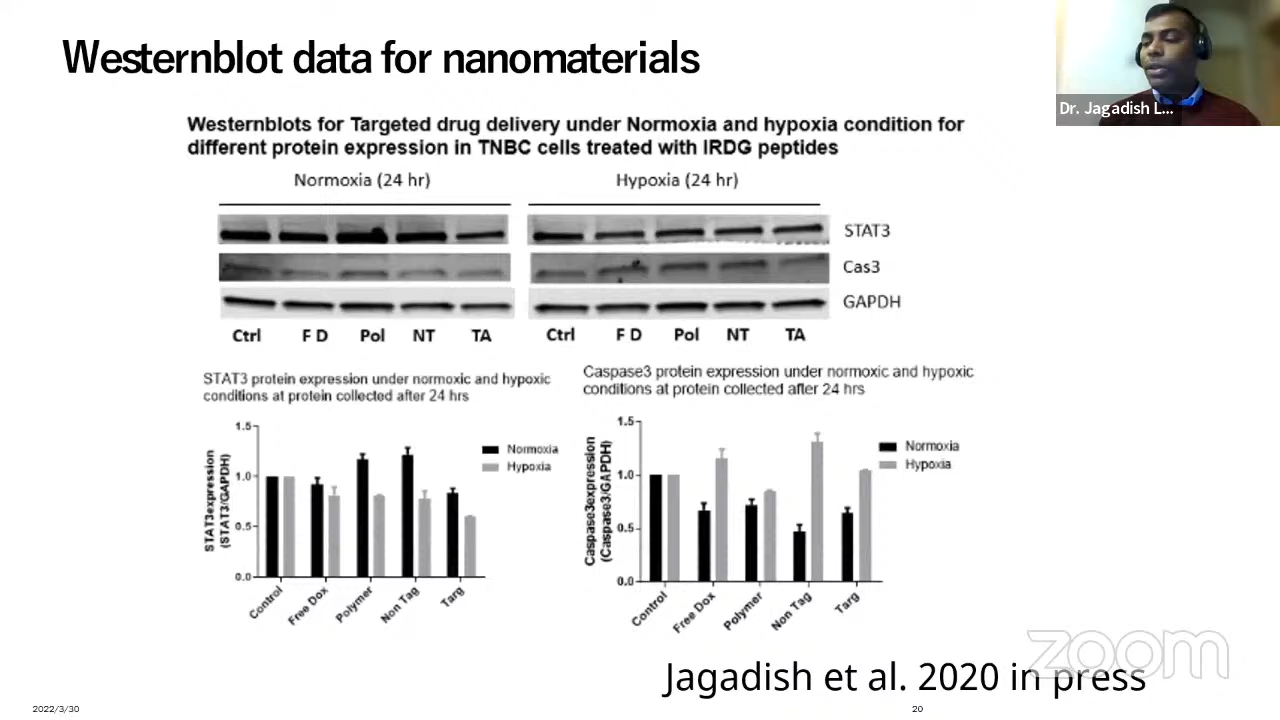 Westernblot data for nanomaterials
Dr. Jagadish L...
Westernblots for Targeted drug delivery under Normoxia and hypoxia condition for
different protein expression in TNBC cells treated with IRDG peptides
Normoxia (24 hr)
Hypoxia (24 hr)
STAT3
Cas3
GAPDH
Ctrl F D Pol NT TA
Ctrl F D Pol NT TA
STAT3 protein expression under normoxic and hypoxic
conditions at protein collected after 24 hrs
STAT3expression
(STAT3/GAPDH)
1.5
1.0
0.5
0.0
Normoxia
Hypoxia
Control
Free Dox
Polymer
Non Tag
Targ
Caspase3 protein expression under normoxic and hypoxic
conditions at protein collected after 24 hrs
Caspase3expression
(Caspase3/GAPDH)
1.5
1.0
0.5
0.0
Normoxia
Hypoxia
Control
Free Dox
Polymer
Non Tag
Targ
zoom
Jagadish et al. 2020 in press
2022/3/30
20